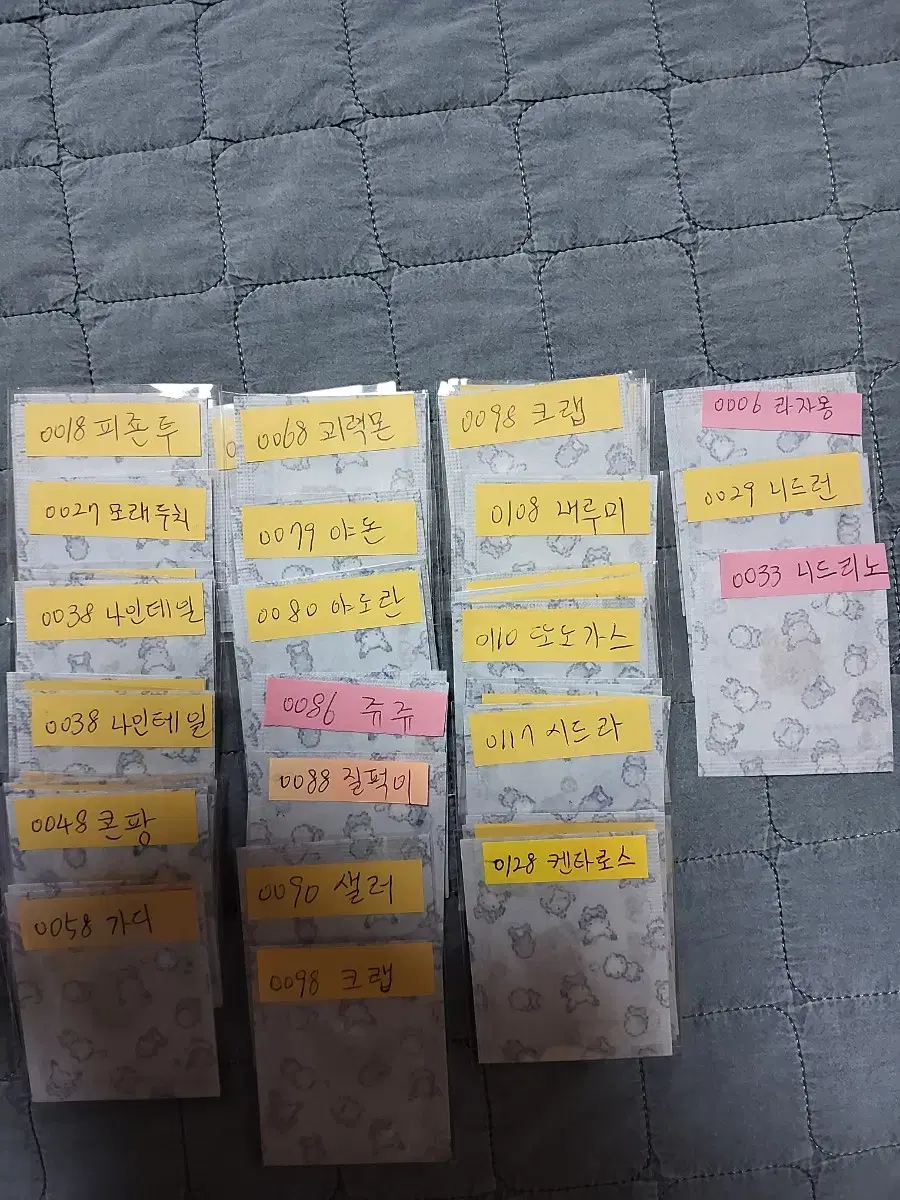 0018 피죤투
0027 모래두지
0038 나인테일
0038 나인테일
0048 콘팡
0058 가디
0068 괴력몬
0079 야돈
0080 야도란
0086 쥬쥬
0088 질퍽이
0090 셀러
0098 크랩
0098 크랩
0108 내루미
0110 또도가스
0117 시드라
0128 켄타로스
0006 리자몽
0029 니드런
0033 니드리노